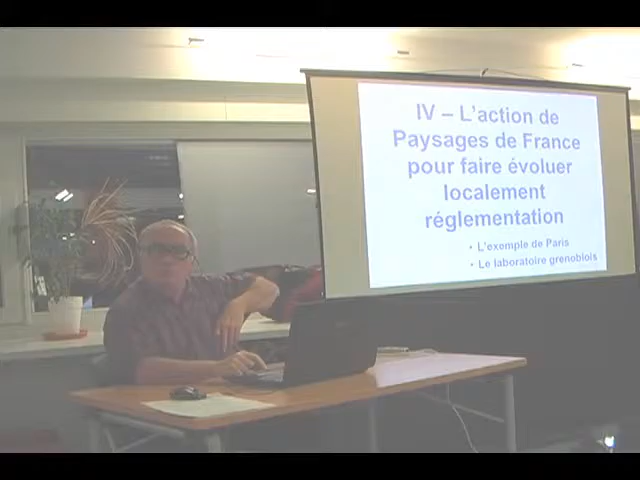 IV – L'action de
Paysages de France
pour faire évoluer
localement
réglementation
• L'exemple de Paris
• Le laboratoire grenoblois